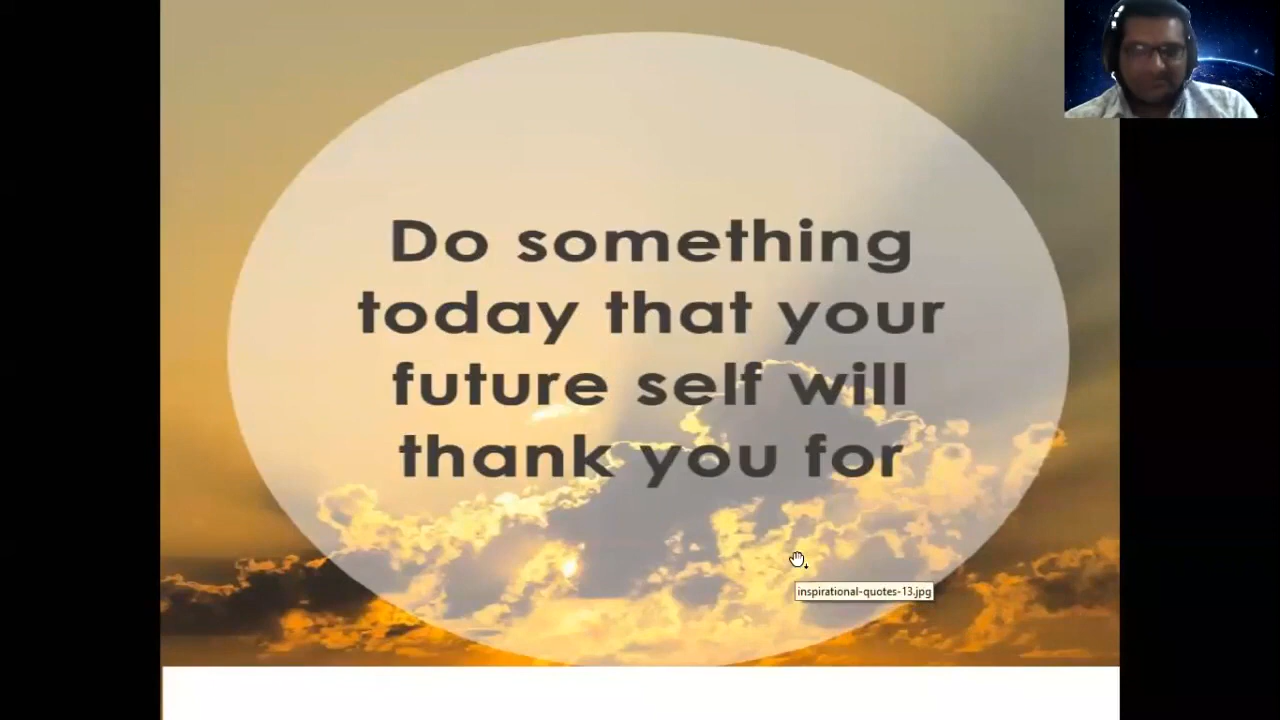 Do something
today that your
future self will
thank you for
inspirational-quotes-13.jpg